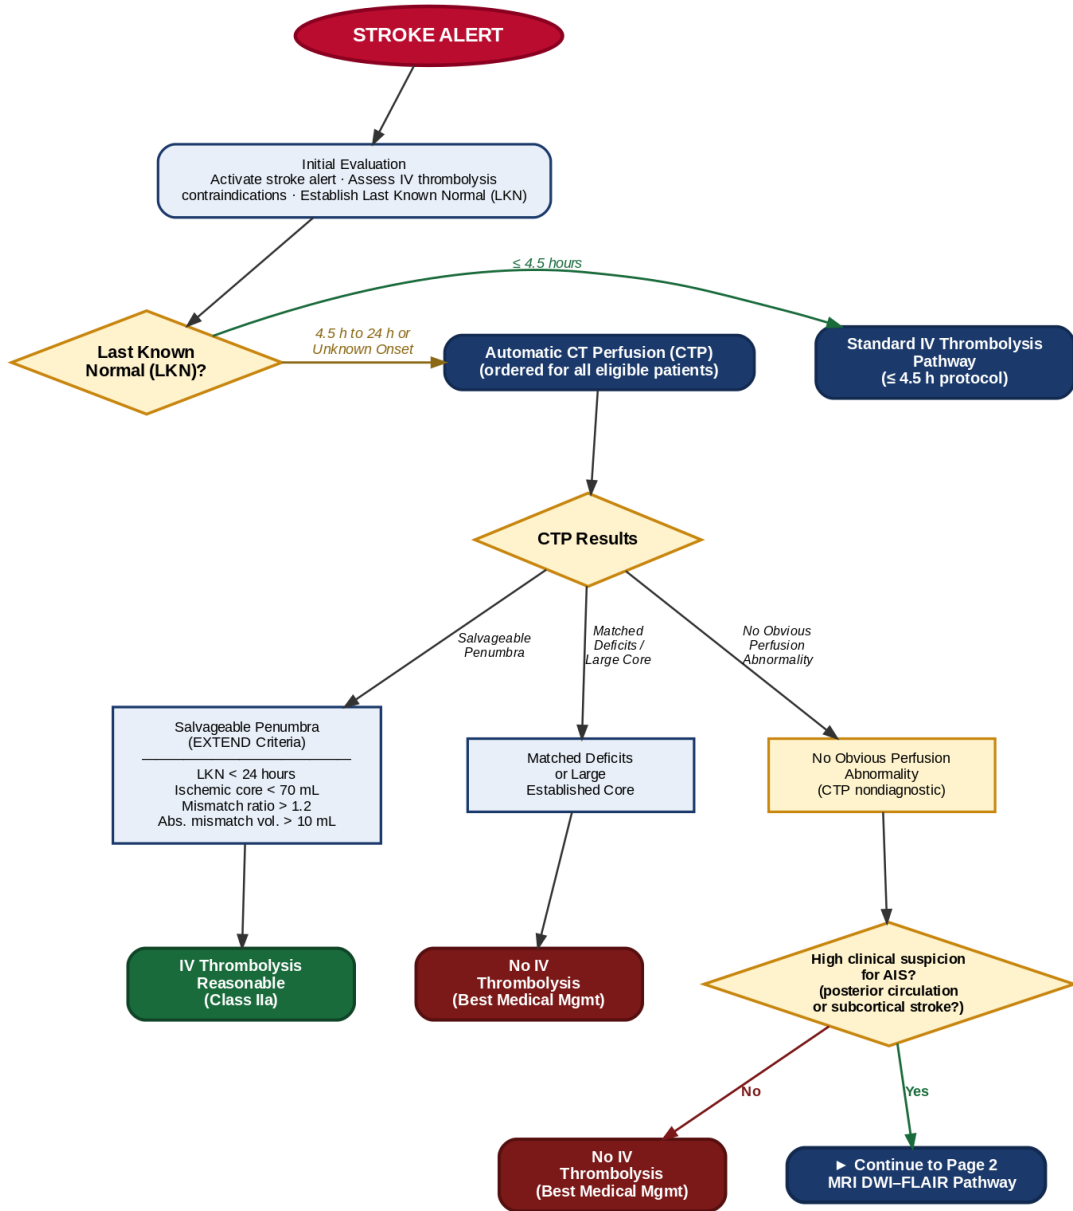 STROKE ALERT
Initial Evaluation
Activate stroke alert · Assess IV thrombolysis
contraindications · Establish Last Known Normal (LKN)
≤ 4.5 hours
Last Known
Normal (LKN)?
4.5 h to 24 h or
Unknown Onset
Automatic CT Perfusion (CTP)
(ordered for all eligible patients)
Standard IV Thrombolysis
Pathway
(≤ 4.5 h protocol)
CTP Results
Salvageable
Penumbra
Matched
Deficits /
Large Core
No Obvious
Perfusion
Abnormality
Salvageable Penumbra
(EXTEND Criteria)
LKN < 24 hours
Ischemic core < 70 mL
Mismatch ratio > 1.2
Abs. mismatch vol. > 10 mL
Matched Deficits
or Large
Established Core
No Obvious Perfusion
Abnormality
(CTP nondiagnostic)
IV Thrombolysis
Reasonable
(Class IIa)
No IV
Thrombolysis
(Best Medical Mgmt)
High clinical suspicion
for AIS?
(posterior circulation
or subcortical stroke?)
No
Yes
No IV
Thrombolysis
(Best Medical Mgmt)
► Continue to Page 2
MRI DWI–FLAIR Pathway